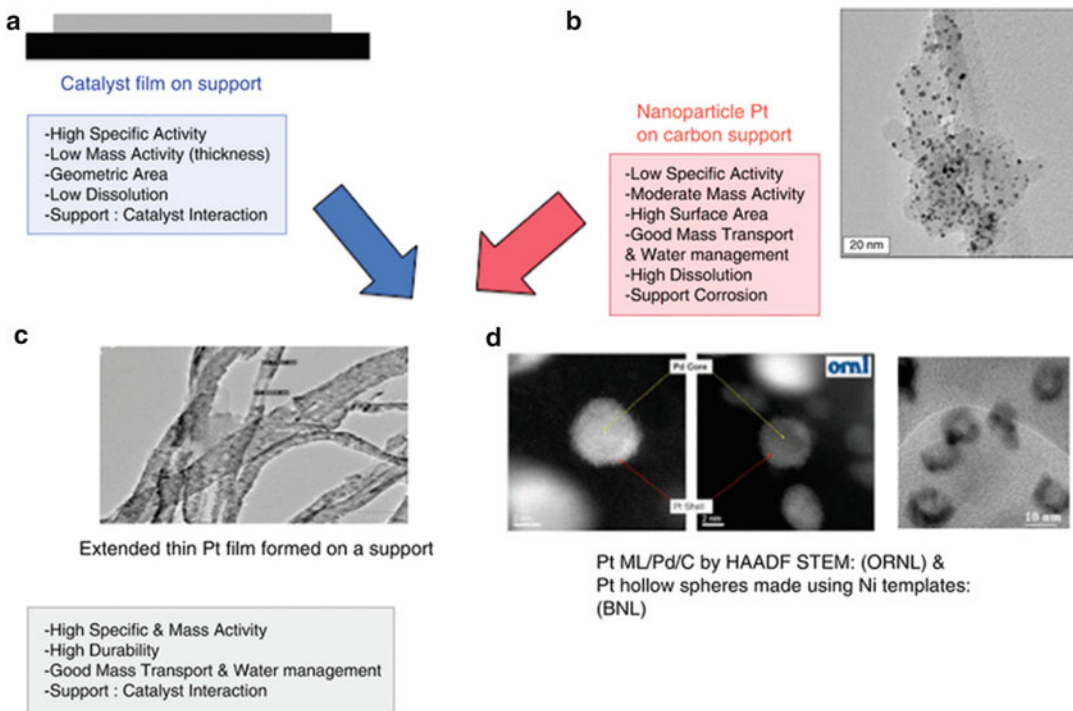 a
Catalyst film on support
-High Specific Activity
-Low Mass Activity (thickness)
-Geometric Area
-Low Dissolution
-Support : Catalyst Interaction
b
Nanoparticle Pt
on carbon support
-Low Specific Activity
-Moderate Mass Activity
-High Surface Area
-Good Mass Transport
& Water management
-High Dissolution
-Support Corrosion
20 nm
c
Extended thin Pt film formed on a support
-High Specific & Mass Activity
-High Durability
-Good Mass Transport & Water management
-Support : Catalyst Interaction
d
Pd Core
ornl
Pt Shell
2 nm
2 nm
10 nm
Pt ML/Pd/C by HAADF STEM: (ORNL) &
Pt hollow spheres made using Ni templates:
(BNL)